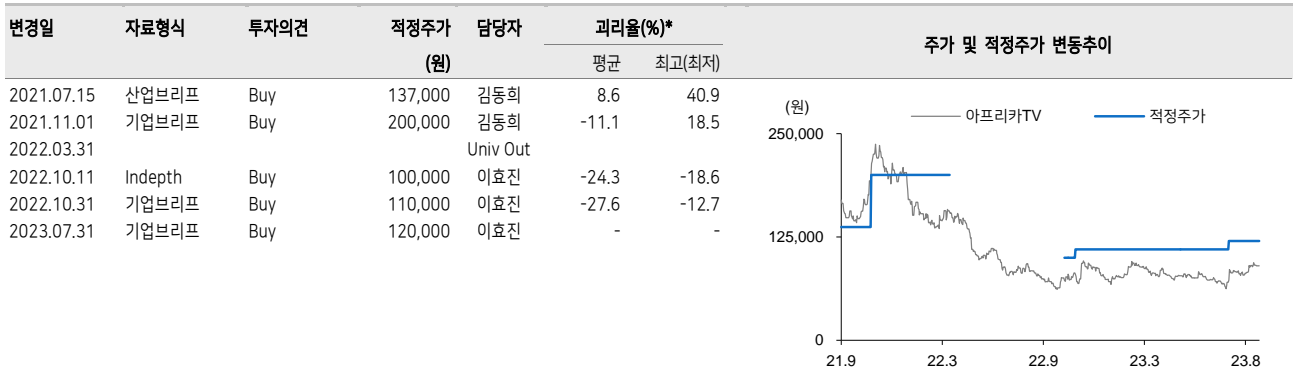 변경일 자료형식 투자의견 적정주가 담당자 괴리율(%)*
(원) 평균 최고(최저)
2021.07.15 산업브리프 Buy 137,000 김동희 8.6 40.9
2021.11.01 기업브리프 Buy 200,000 김동희 -11.1 18.5
2022.03.31 Univ Out
2022.10.11 Indepth Buy 100,000 이효진 -24.3 -18.6
2022.10.31 기업브리프 Buy 110,000 이효진 -27.6 -12.7
2023.07.31 기업브리프 Buy 120,000 이효진 - -
주가 및 적정주가 변동추이
(원)
아프리카TV 적정주가
250,000
125,000
0
21.9 22.3 22.9 23.3 23.8